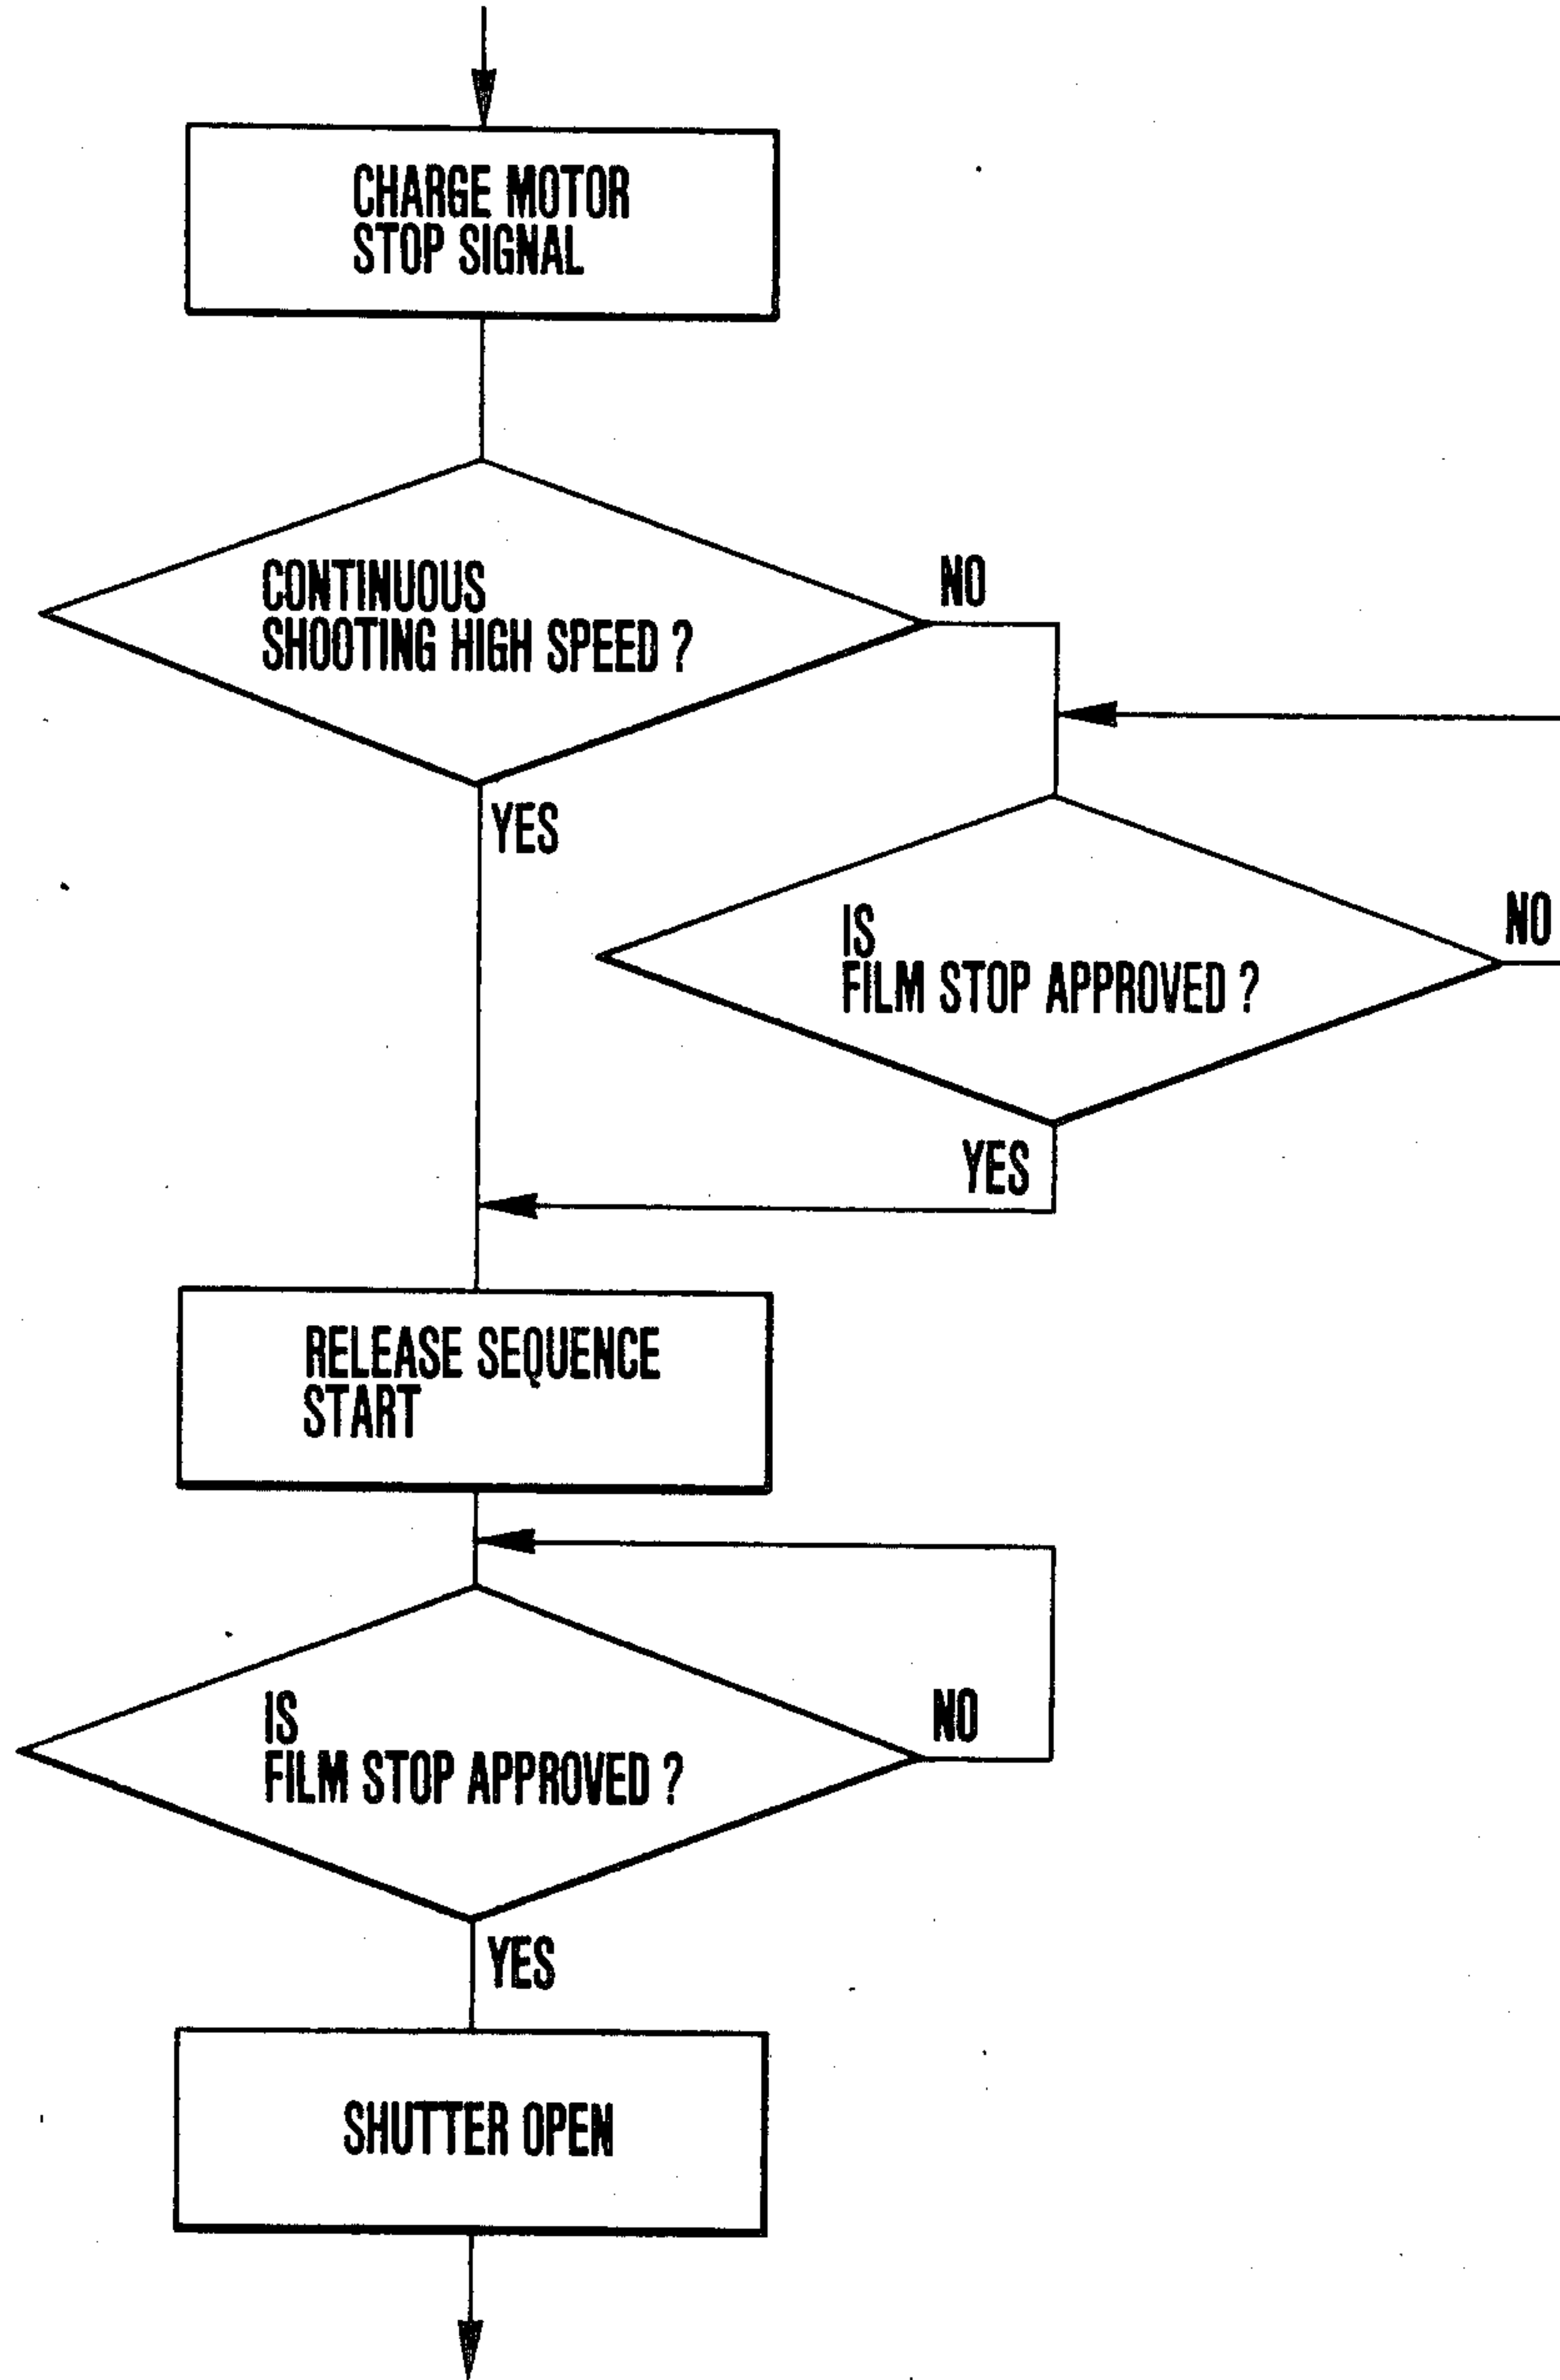 CHARGE MOTOR
STOP SIGNAL
CONTINUOUS
SHOOTING HIGH SPEED ?
NO
YES
IS
FILM STOP APPROVED ?
NO
YES
RELEASE SEQUENCE
START
IS
FILM STOP APPROVED ?
NO
YES
SHUTTER OPEN